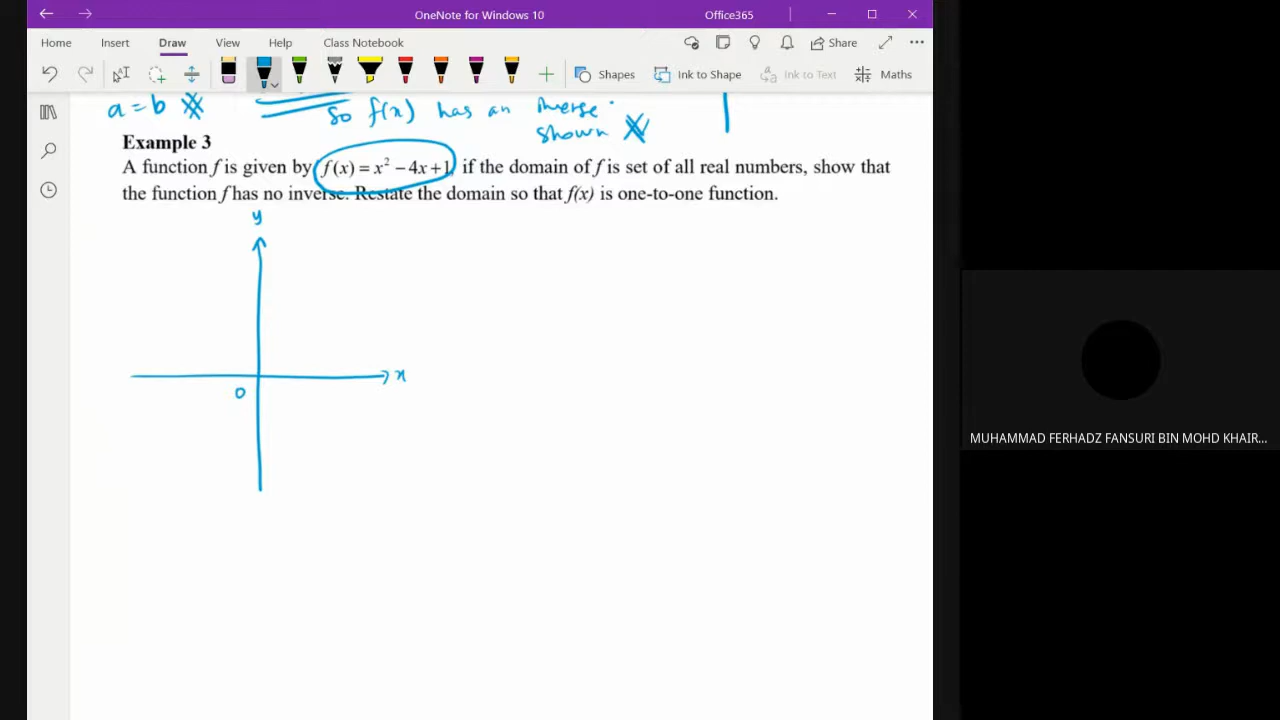 OneNote for Windows 10
Office365
Home Insert Draw View Help Class Notebook
Share
Shapes Ink to Shape Ink to Text Maths
a = b
so f(x) has an inverse.
shown
Example 3
A function f is given by f(x) = x² − 4x + 1, if the domain of f is set of all real numbers, show that
the function f has no inverse. Restate the domain so that f(x) is one-to-one function.
y
x
0
MUHAMMAD FERHADZ FANSURI BIN MOHD KHAIR...